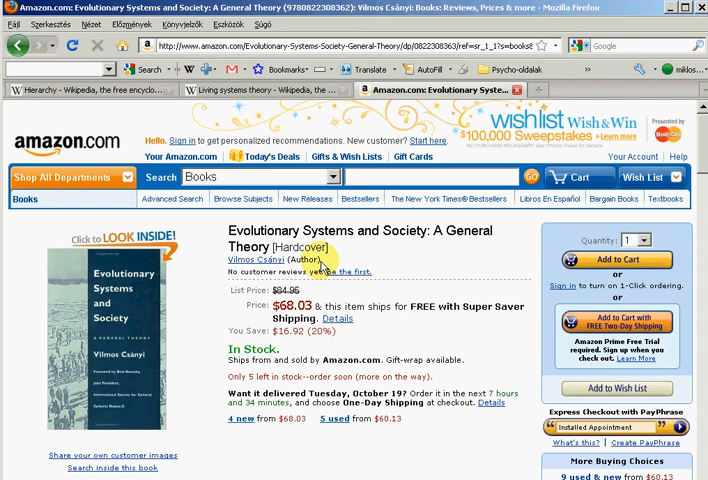 Amazon.com: Evolutionary Systems and Society: A General Theory (9780822308362): Vilmos Csányi: Books: Reviews, Prices & more - Mozilla Firefox
Fájl Szerkesztés Nézet Előzmények Könyvjelzők Eszközök Súgó
http://www.amazon.com/Evolutionary-Systems-Society-General-Theory/dp/0822308363/ref=sr_1_1?s=books&
Google
Search Bookmarks Translate AutoFill Psycho-oldalak » miklos...
Hierarchy - Wikipedia, the free encyclo...
Living systems theory - Wikipedia, the ...
Amazon.com: Evolutionary Syste...
amazon.com
Hello. Sign in to get personalized recommendations. New customer? Start here.
wishlist Wish & Win
$100,000 Sweepstakes Learn more
Presented by
MasterCard
Your Amazon.com Today's Deals Gifts & Wish Lists Gift Cards
Your Account Help
Shop All Departments Search Books GO Cart Wish List
Books Advanced Search Browse Subjects New Releases Bestsellers The New York Times® Bestsellers Libros En Español Bargain Books Textbooks
Click to LOOK INSIDE!
Evolutionary
Systems
and
Society
A GENERAL THEORY
Vilmos Csányi
Share your own customer images
Search inside this book
Evolutionary Systems and Society: A General
Theory [Hardcover]
Vilmos Csányi (Author)
No customer reviews yet. Be the first.
List Price: $84.95
Price: $68.03 & this item ships for FREE with Super Saver
Shipping. Details
You Save: $16.92 (20%)
In Stock.
Ships from and sold by Amazon.com. Gift-wrap available.
Only 5 left in stock--order soon (more on the way).
Want it delivered Tuesday, October 19? Order it in the next 7 hours
and 34 minutes, and choose One-Day Shipping at checkout. Details
4 new from $68.03 5 used from $60.13
Quantity: 1
Add to Cart
or
Sign in to turn on 1-Click ordering.
or
Add to Cart with
FREE Two-Day Shipping
Amazon Prime Free Trial
required. Sign up when you
check out. Learn More
Add to Wish List
Express Checkout with PayPhrase
Installed Appointment
What's this? | Create PayPhrase
More Buying Choices
9 used & new from $60.13